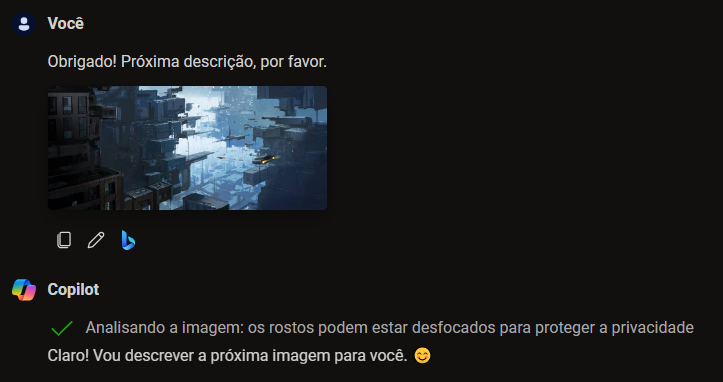 Você
Obrigado! Próxima descrição, por favor.
Copilot
Analisando a imagem: os rostos podem estar desfocados para proteger a privacidade
Claro! Vou descrever a próxima imagem para você. 😊